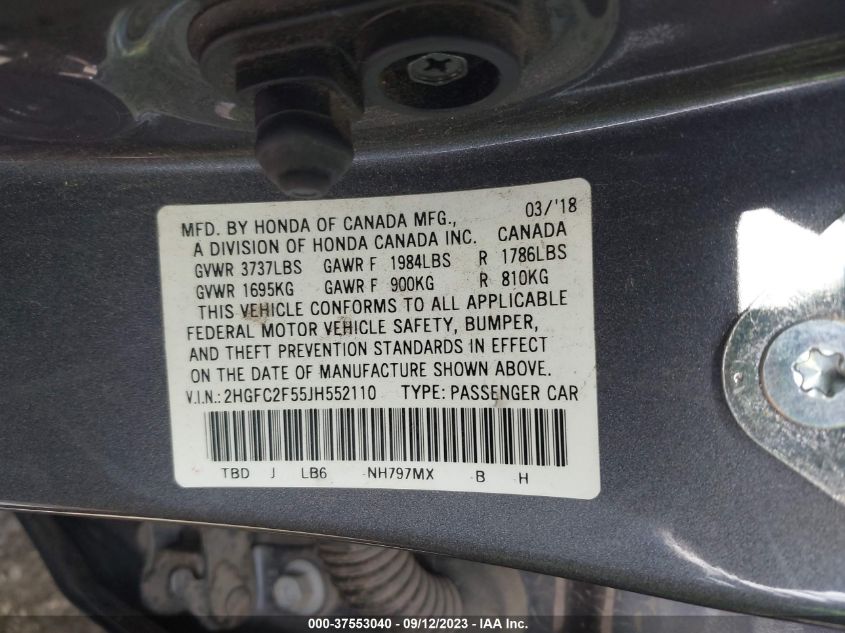 MFD. BY HONDA OF CANADA MFG., 03/'18
A DIVISION OF HONDA CANADA INC. CANADA
GVWR 3737LBS GAWR F 1984LBS R 1786LBS
GVWR 1695KG GAWR F 900KG R 810KG
THIS VEHICLE CONFORMS TO ALL APPLICABLE
FEDERAL MOTOR VEHICLE SAFETY, BUMPER,
AND THEFT PREVENTION STANDARDS IN EFFECT
ON THE DATE OF MANUFACTURE SHOWN ABOVE.
V.I.N.: 2HGFC2F55JH552110 TYPE: PASSENGER CAR
TBD J LB6 NH797MX B H
000-37553040 - 09/12/2023 - IAA Inc.